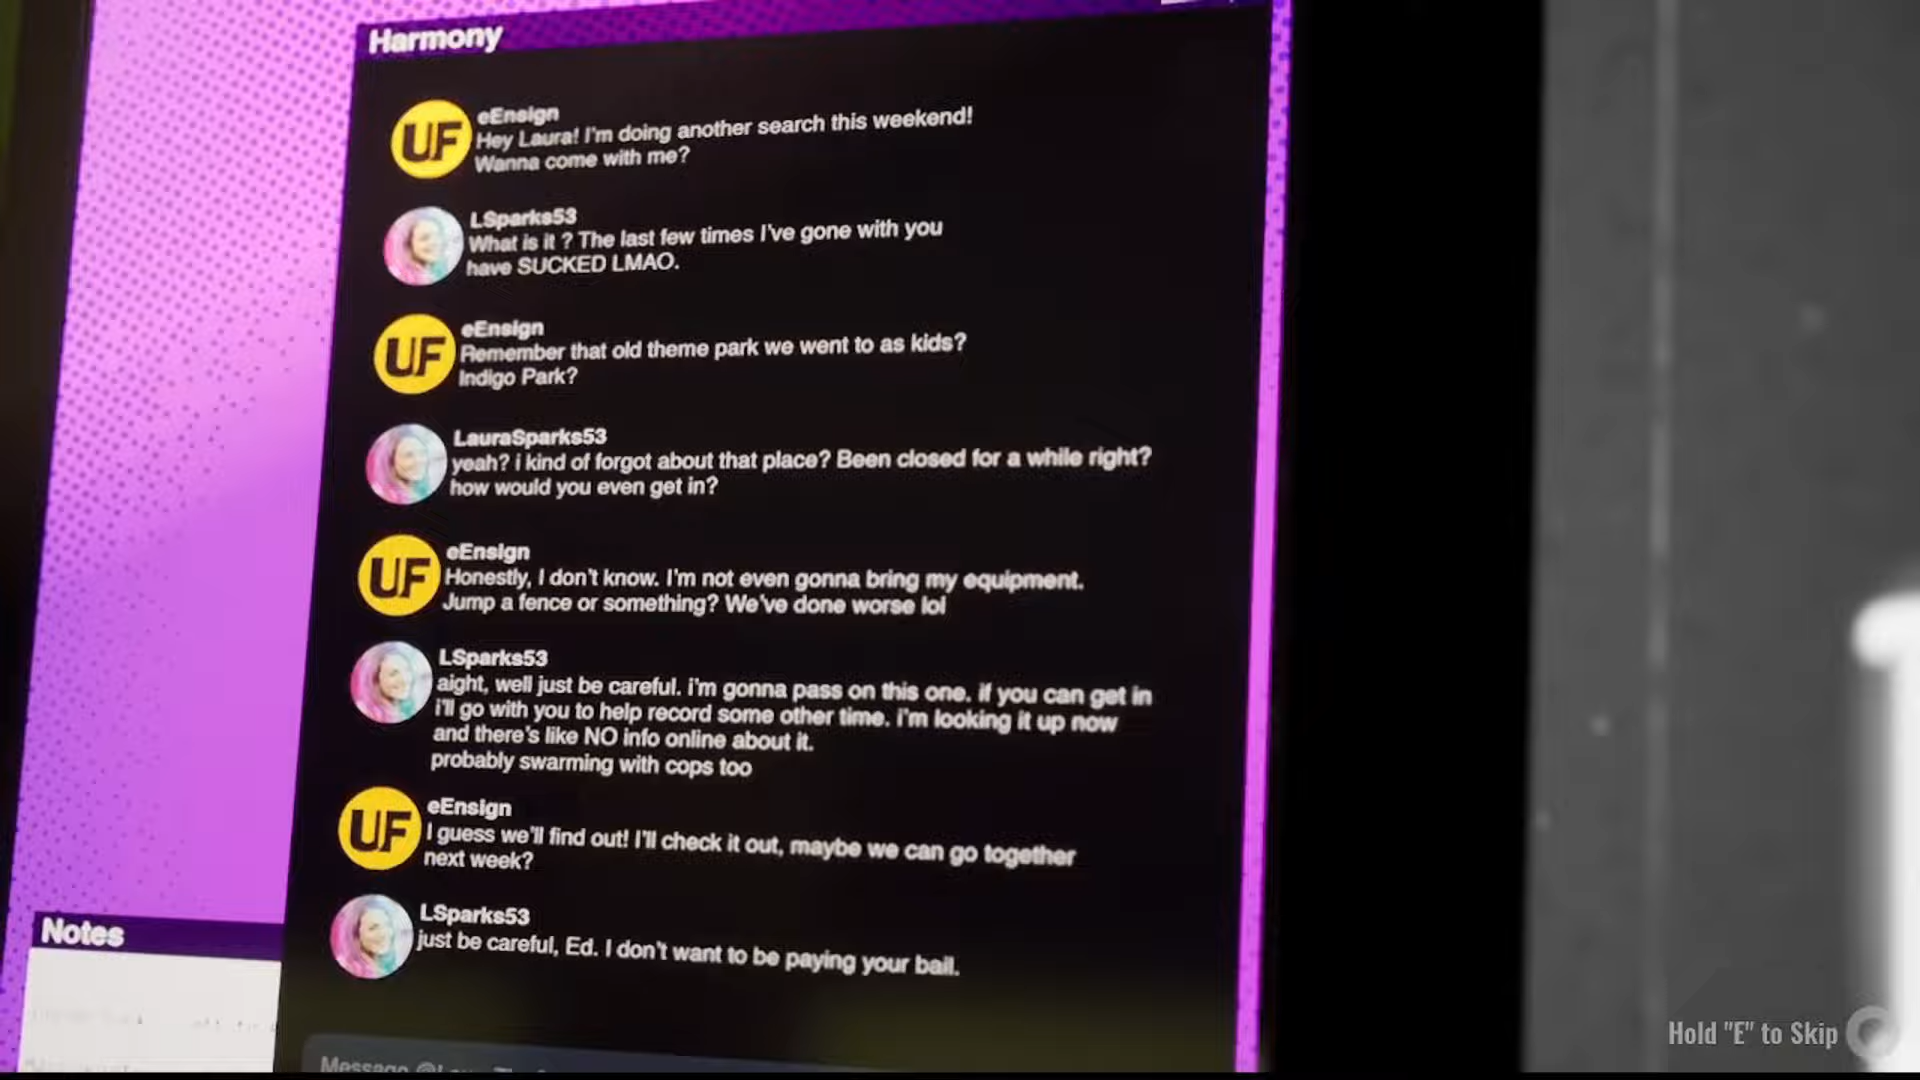 Harmony
eEnsign
Hey Laura! I'm doing another search this weekend!
Wanna come with me?
LSparks53
What is it ? The last few times I've gone with you
have SUCKED LMAO.
eEnsign
Remember that old theme park we went to as kids?
Indigo Park?
LauraSparks53
yeah? i kind of forgot about that place? Been closed for a while right?
how would you even get in?
eEnsign
Honestly, I don't know. I'm not even gonna bring my equipment.
Jump a fence or something? We've done worse lol
LSparks53
aight, well just be careful. i'm gonna pass on this one. if you can get in
i'll go with you to help record some other time. i'm looking it up now
and there's like NO info online about it.
probably swarming with cops too
eEnsign
I guess we'll find out! I'll check it out, maybe we can go together
next week?
LSparks53
just be careful, Ed. I don't want to be paying your bail.
UF
UF
UF
UF
Notes
Message
Hold "E" to Skip